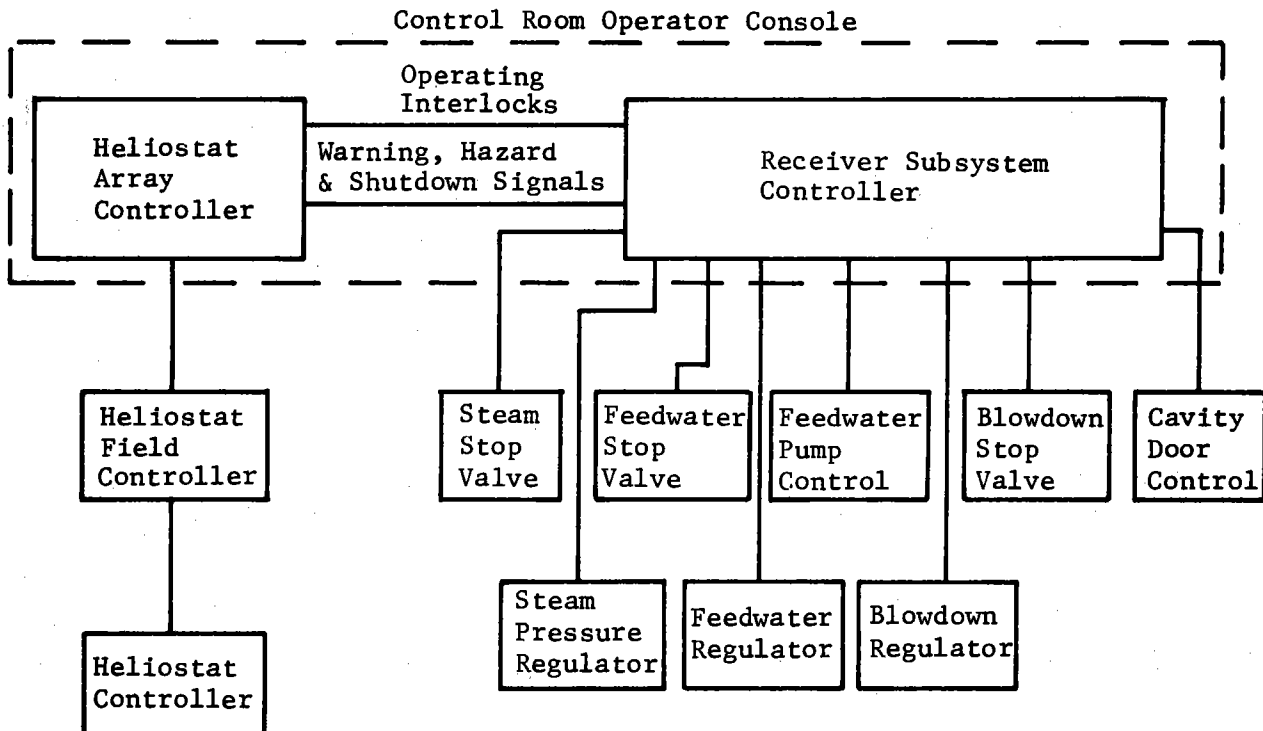 Control Room Operator Console
Operating
Interlocks
Heliostat
Array
Controller
Warning, Hazard
& Shutdown Signals
Receiver Subsystem
Controller
Heliostat
Field
Controller
Steam
Stop
Valve
Feedwater
Stop
Valve
Feedwater
Pump
Control
Blowdown
Stop
Valve
Cavity
Door
Control
Steam
Pressure
Regulator
Feedwater
Regulator
Blowdown
Regulator
Heliostat
Controller